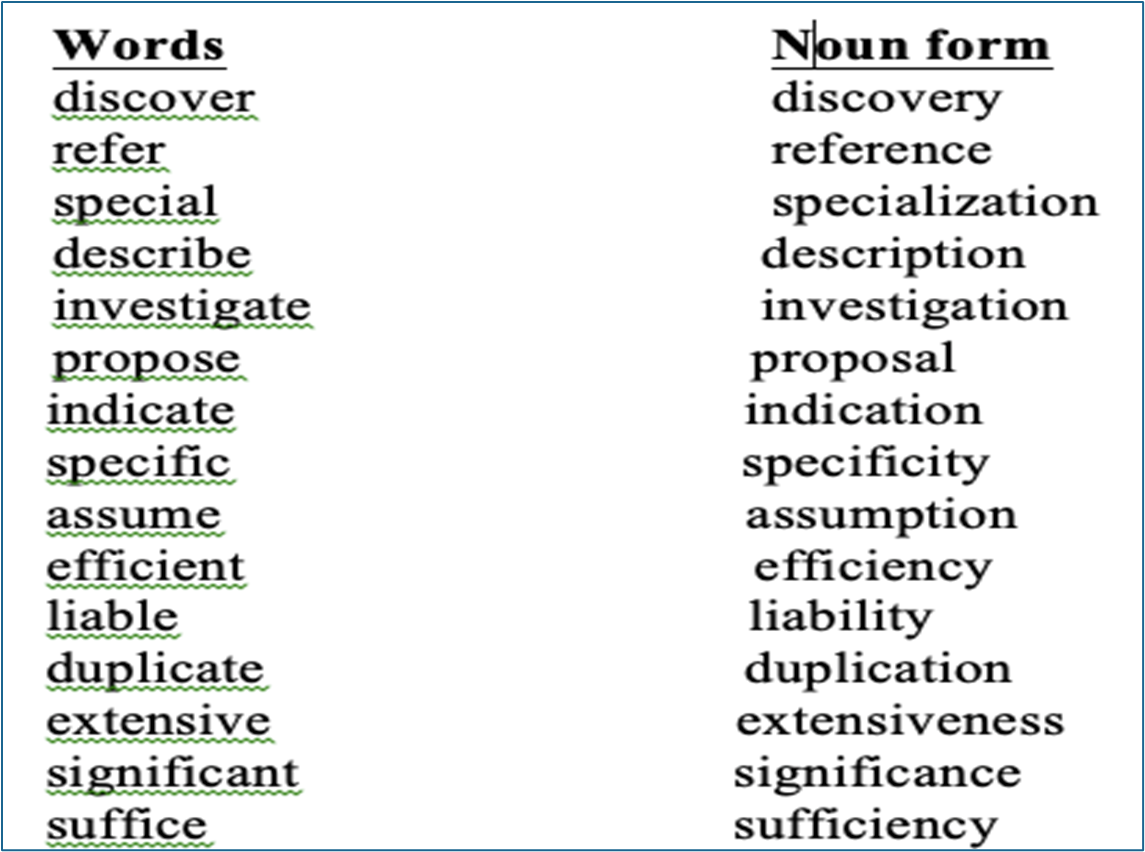 Words Noun form
discover discovery
refer reference
special specialization
describe description
investigate investigation
propose proposal
indicate indication
specific specificity
assume assumption
efficient efficiency
liable liability
duplicate duplication
extensive extensiveness
significant significance
suffice sufficiency